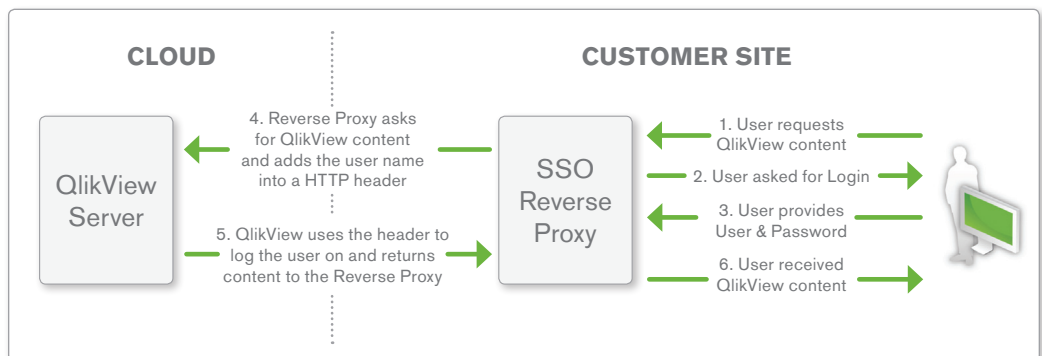 CLOUD
CUSTOMER SITE
QlikView
Server
4. Reverse Proxy asks
for QlikView content
and adds the user name
into a HTTP header
5. QlikView uses the header to
log the user on and returns
content to the Reverse Proxy
SSO
Reverse
Proxy
1. User requests
QlikView content
2. User asked for Login
3. User provides
User & Password
6. User received
QlikView content